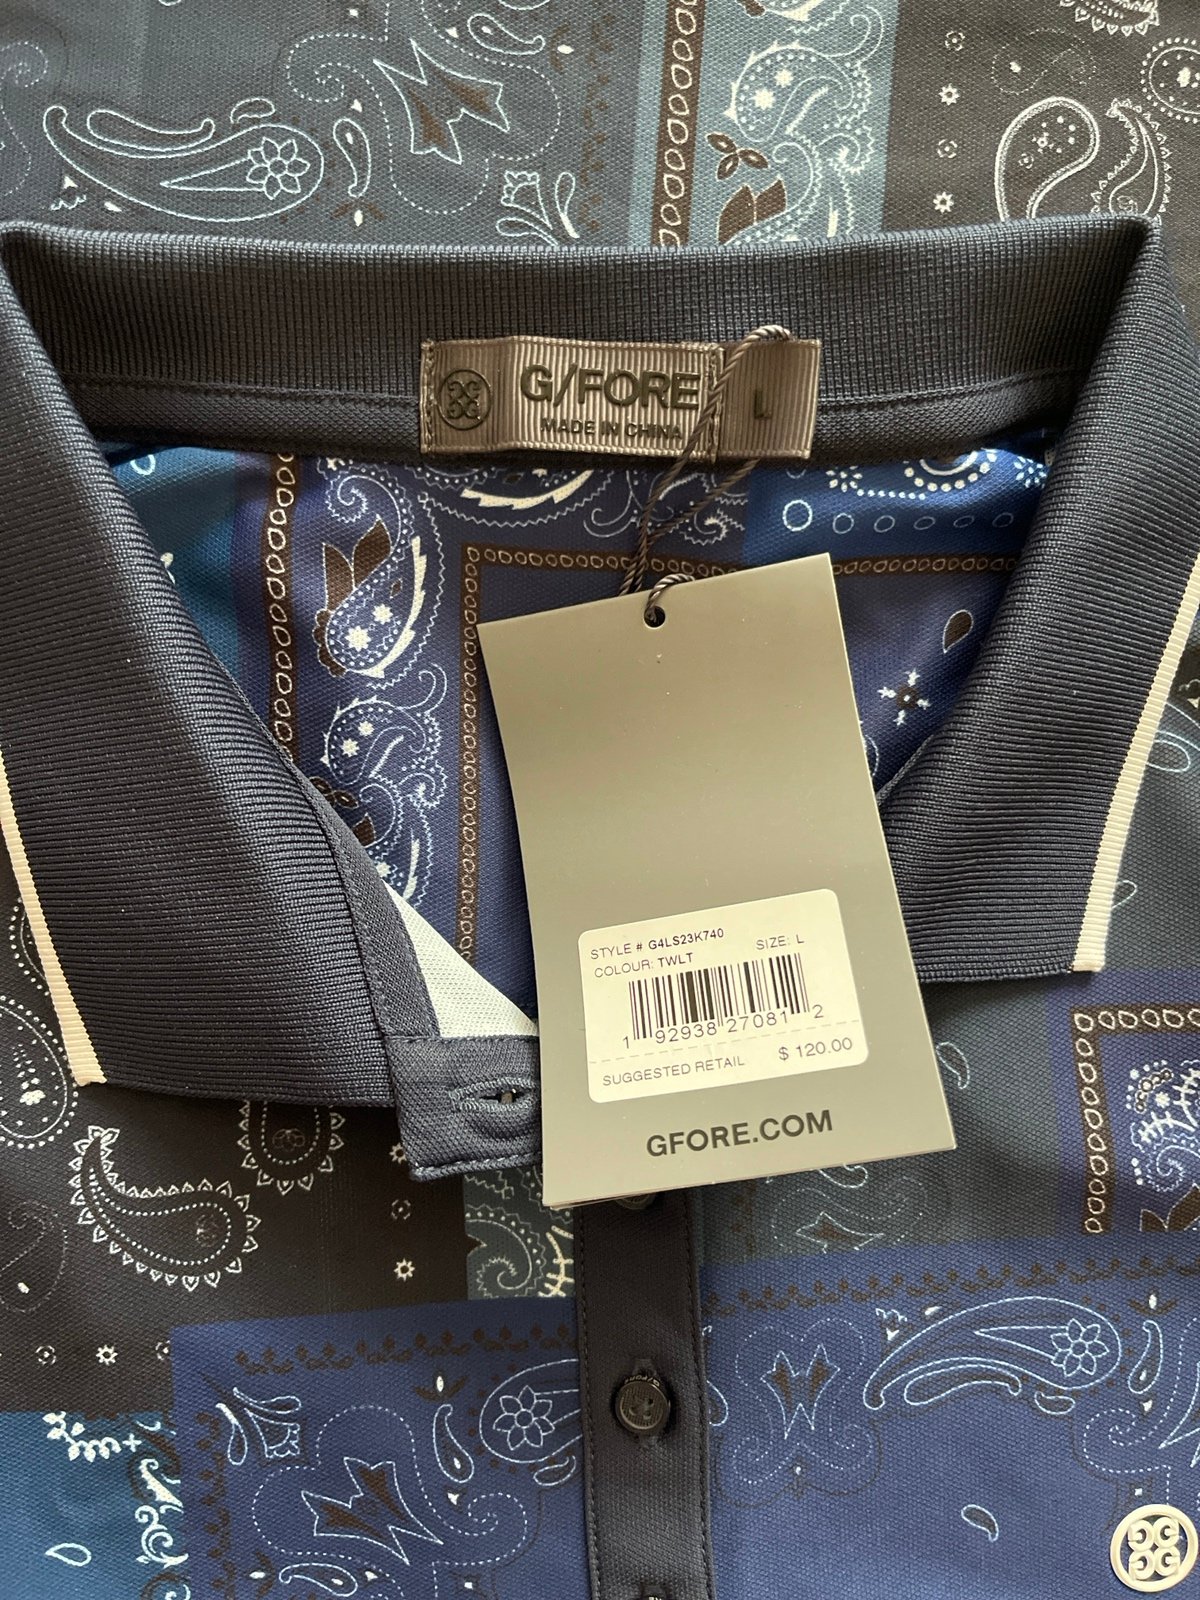 G/FORE
MADE IN CHINA
L
STYLE # G4LS23K740
SIZE: L
COLOUR: TWLT
1 92938 27081 2
SUGGESTED RETAIL $ 120.00
GFORE.COM